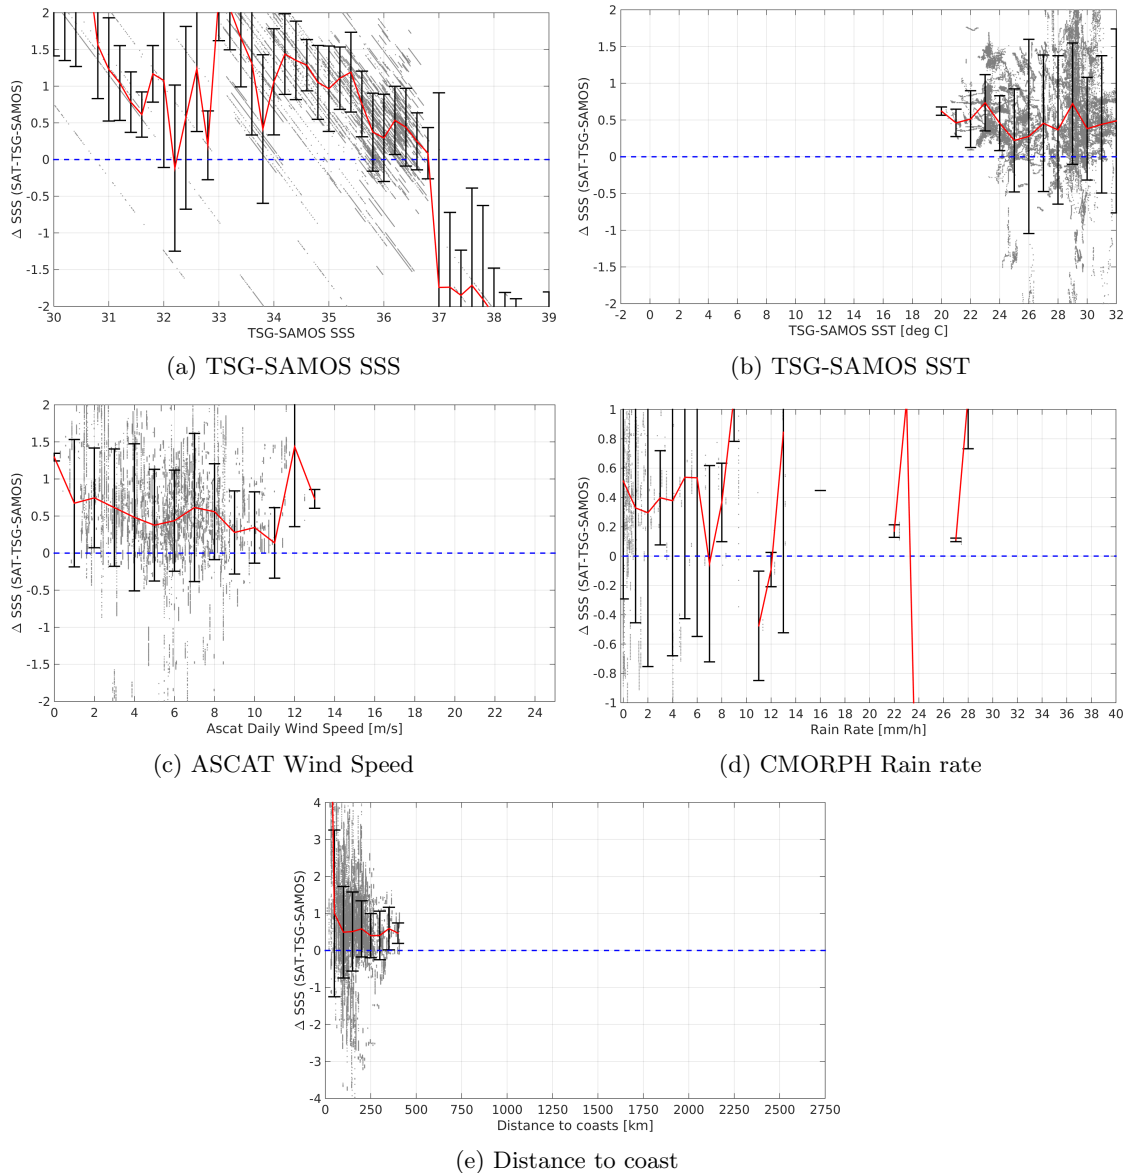 2
1.5
1
0.5
0
-0.5
-1
-1.5
-2
Δ SSS (SAT-TSG-SAMOS)
30 31 32 33 34 35 36 37 38 39
TSG-SAMOS SSS
(a) TSG-SAMOS SSS
2
1.5
1
0.5
0
-0.5
-1
-1.5
-2
Δ SSS (SAT-TSG-SAMOS)
-2 0 2 4 6 8 10 12 14 16 18 20 22 24 26 28 30 32
TSG-SAMOS SST [deg C]
(b) TSG-SAMOS SST
2
1.5
1
0.5
0
-0.5
-1
-1.5
-2
Δ SSS (SAT-TSG-SAMOS)
0 2 4 6 8 10 12 14 16 18 20 22 24
Ascat Daily Wind Speed [m/s]
(c) ASCAT Wind Speed
1
0.8
0.6
0.4
0.2
0
-0.2
-0.4
-0.6
-0.8
-1
Δ SSS (SAT-TSG-SAMOS)
0 2 4 6 8 10 12 14 16 18 20 22 24 26 28 30 32 34 36 38 40
Rain Rate [mm/h]
(d) CMORPH Rain rate
4
3
2
1
0
-1
-2
-3
-4
Δ SSS (SAT-TSG-SAMOS)
0 250 500 750 1000 1250 1500 1750 2000 2250 2500 2750
Distance to coasts [km]
(e) Distance to coast